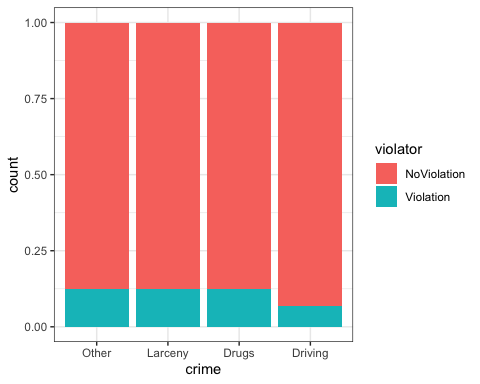 1.00
0.75
0.50
0.25
0.00
count
Other Larceny Drugs Driving
crime
violator
NoViolation
Violation